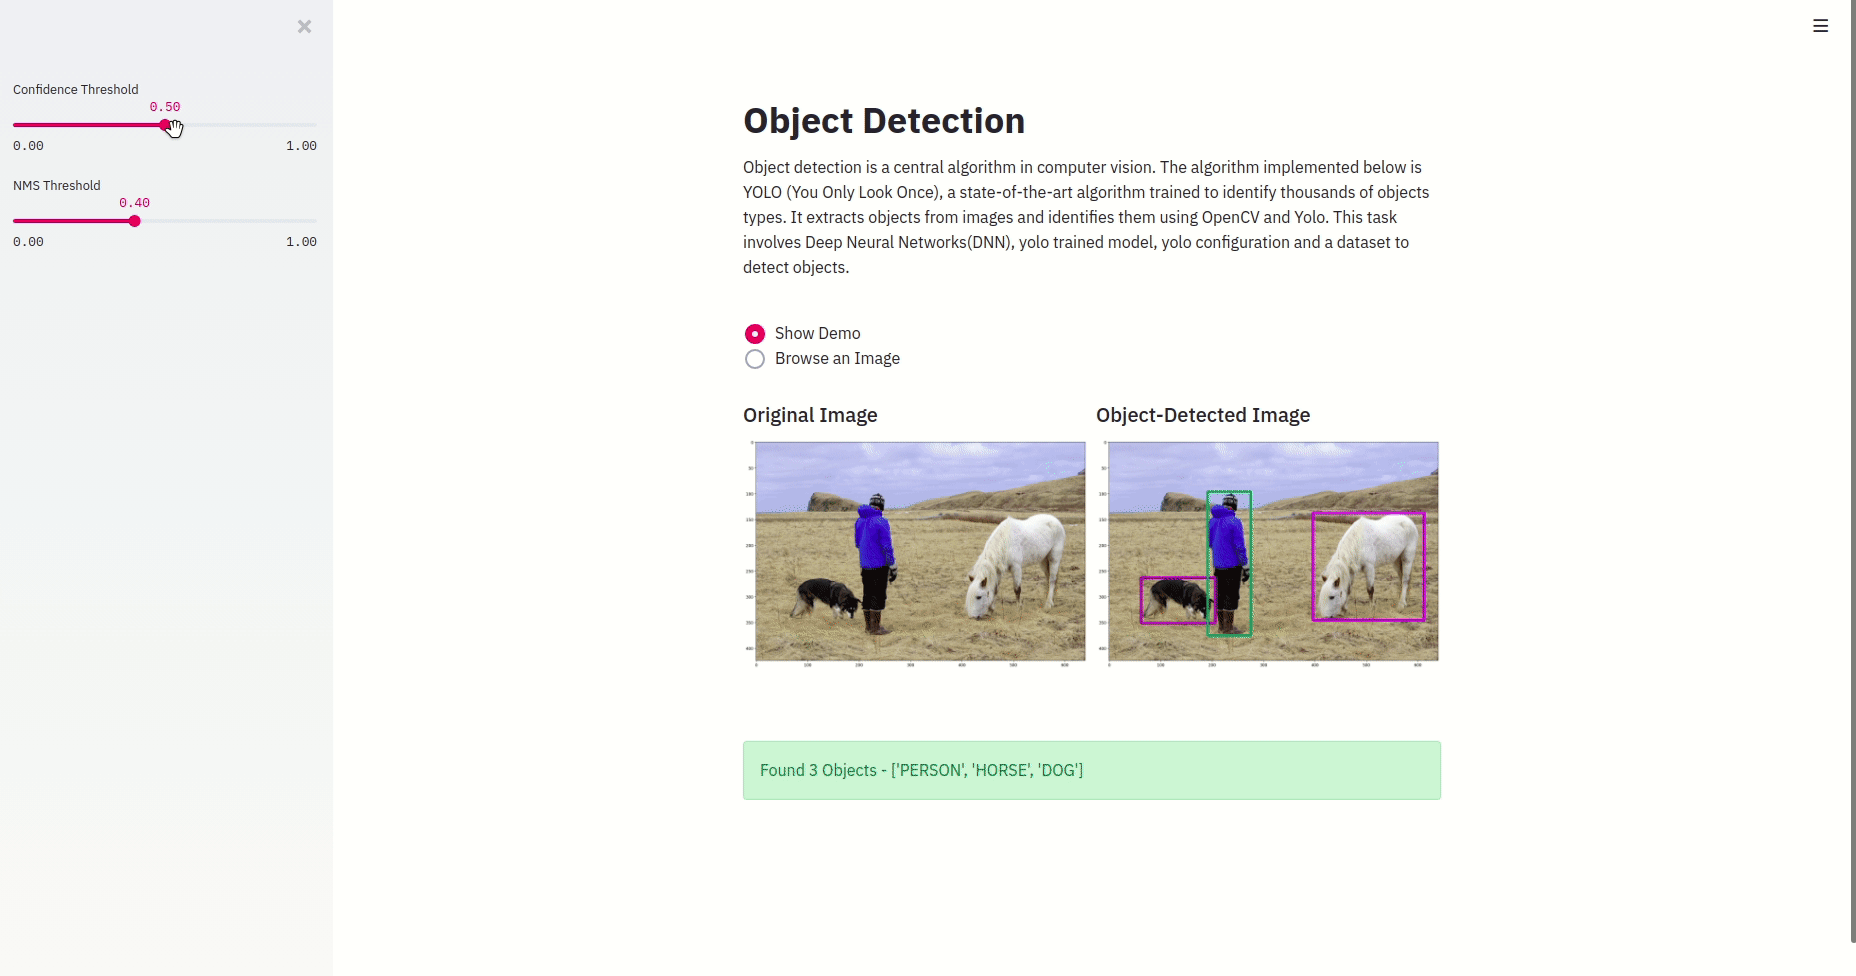 Confidence Threshold
0.50
0.00 1.00
NMS Threshold
0.40
0.00 1.00
Object Detection
Object detection is a central algorithm in computer vision. The algorithm implemented below is
YOLO (You Only Look Once), a state-of-the-art algorithm trained to identify thousands of objects
types. It extracts objects from images and identifies them using OpenCV and Yolo. This task
involves Deep Neural Networks(DNN), yolo trained model, yolo configuration and a dataset to
detect objects.
Show Demo
Browse an Image
Original Image
Object-Detected Image
Found 3 Objects - ['PERSON', 'HORSE', 'DOG']